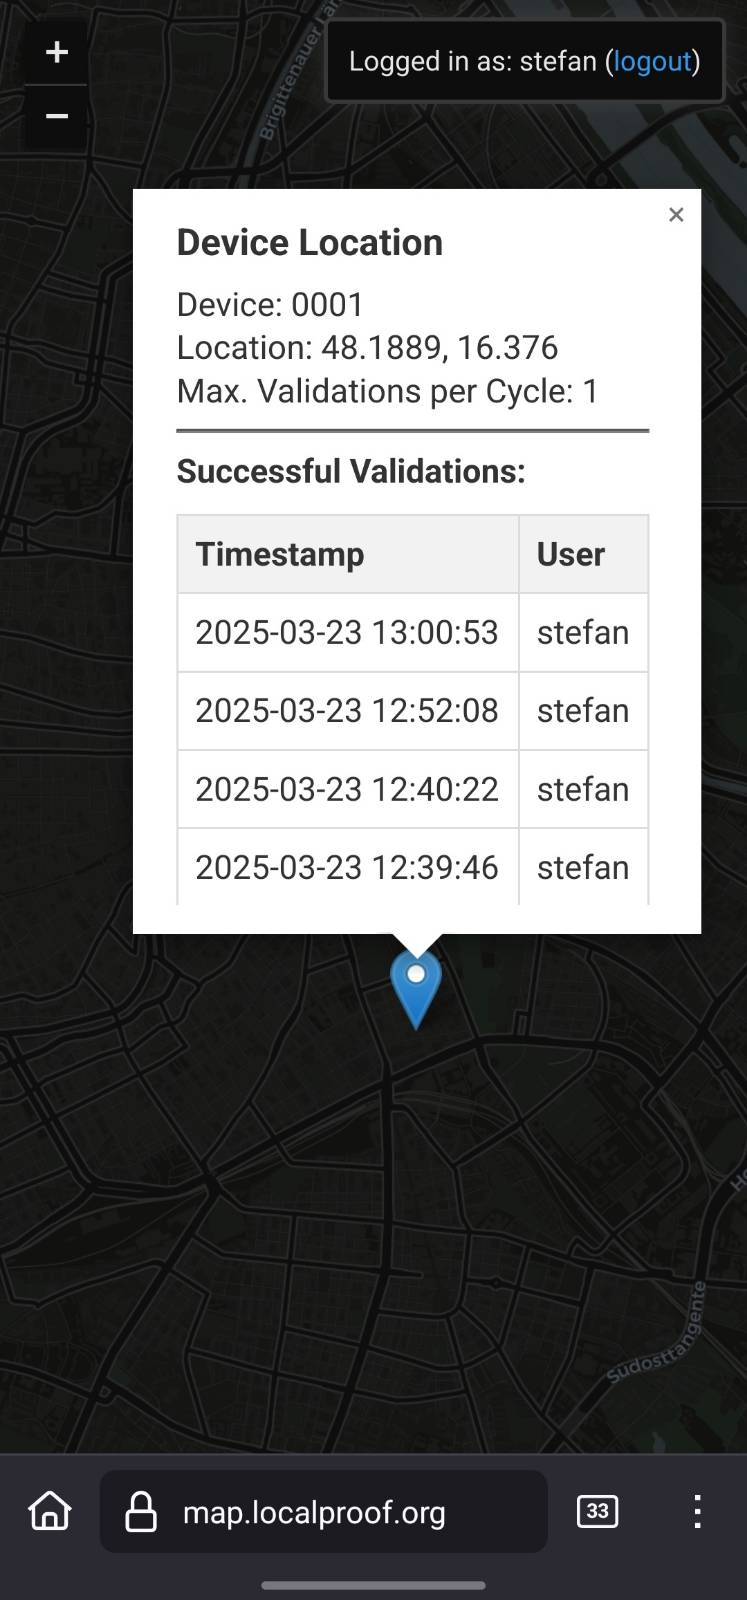 +
−
Brigittenauer Län
Logged in as: stefan (logout)
×
Device Location
Device: 0001
Location: 48.1889, 16.376
Max. Validations per Cycle: 1
Successful Validations:
Timestamp User
2025-03-23 13:00:53 stefan
2025-03-23 12:52:08 stefan
2025-03-23 12:40:22 stefan
2025-03-23 12:39:46 stefan
Südosttangente
map.localproof.org
33